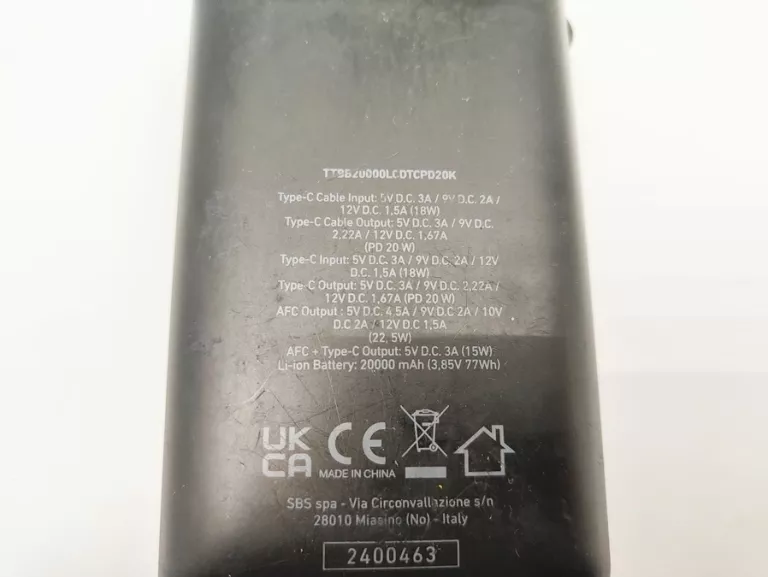 TTBB20000LCDTCPD20K
Type-C Cable Input: 5V D.C. 3A / 9V D.C. 2A /
12V D.C. 1,5A (18W)
Type-C Cable Output: 5V D.C. 3A / 9V D.C.
2,22A / 12V D.C. 1,67A
(PD 20 W)
Type-C Input: 5V D.C. 3A / 9V D.C. 2A / 12V
D.C. 1,5A (18W)
Type-C Output: 5V D.C. 3A / 9V D.C. 2,22A /
12V D.C. 1,67A (PD 20 W)
AFC Output : 5V D.C. 4,5A / 9V D.C 2A / 10V
D.C 2A / 12V D.C 1,5A
(22, 5W)
AFC + Type-C Output: 5V D.C. 3A (15W)
Li-ion Battery: 20000 mAh (3,85V 77Wh)
UK
CA
CE
MADE IN CHINA
SBS spa - Via Circonvallazione s/n
28010 Miasino (No) - Italy
2400463